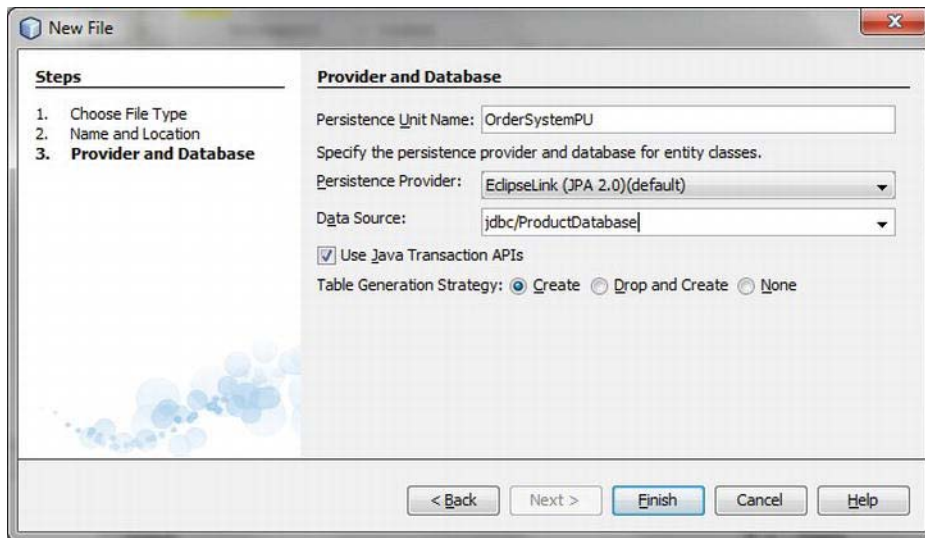 New File
Steps
1. Choose File Type
2. Name and Location
3. Provider and Database
Provider and Database
Persistence Unit Name: OrderSystemPU
Specify the persistence provider and database for entity classes.
Persistence Provider: EclipseLink (JPA 2.0)(default)
Data Source: jdbc/ProductDatabase
Use Java Transaction APIs
Table Generation Strategy: Create Drop and Create None
< Back Next > Finish Cancel Help